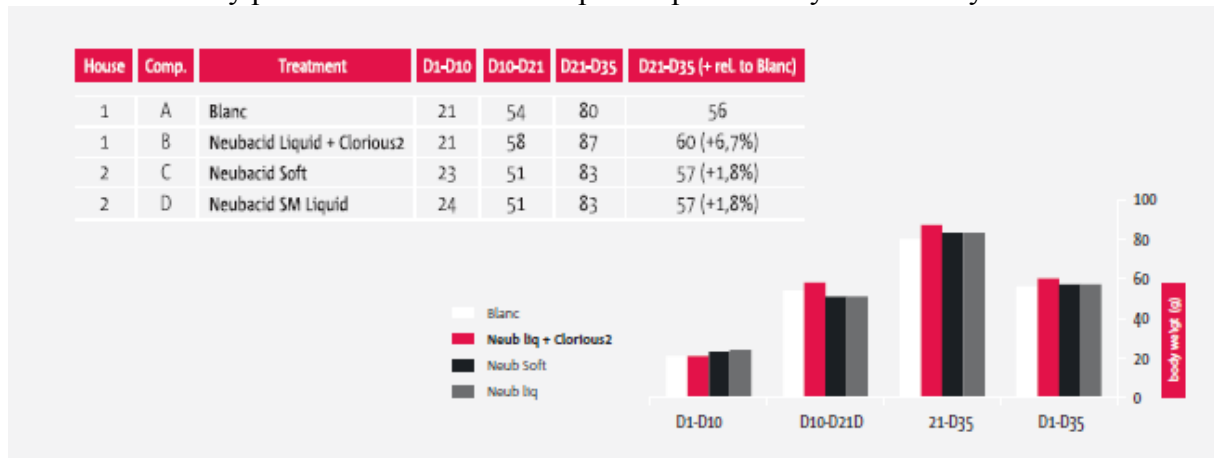 House Comp. Treatment D1-D10 D10-D21 D21-D35 D21-D35 (+ rel. to Blanc)
1 A Blanc 21 54 80 56
1 B Neubacid Liquid + Clorious2 21 58 87 60 (+6,7%)
2 C Neubacid Soft 23 51 83 57 (+1,8%)
2 D Neubacid SM Liquid 24 51 83 57 (+1,8%)
100
80
60
40
20
0
body weigt (g)
Blanc
Neub liq + Clorious2
Neub Soft
Neub liq
D1-D10 D10-D21D 21-D35 D1-D35